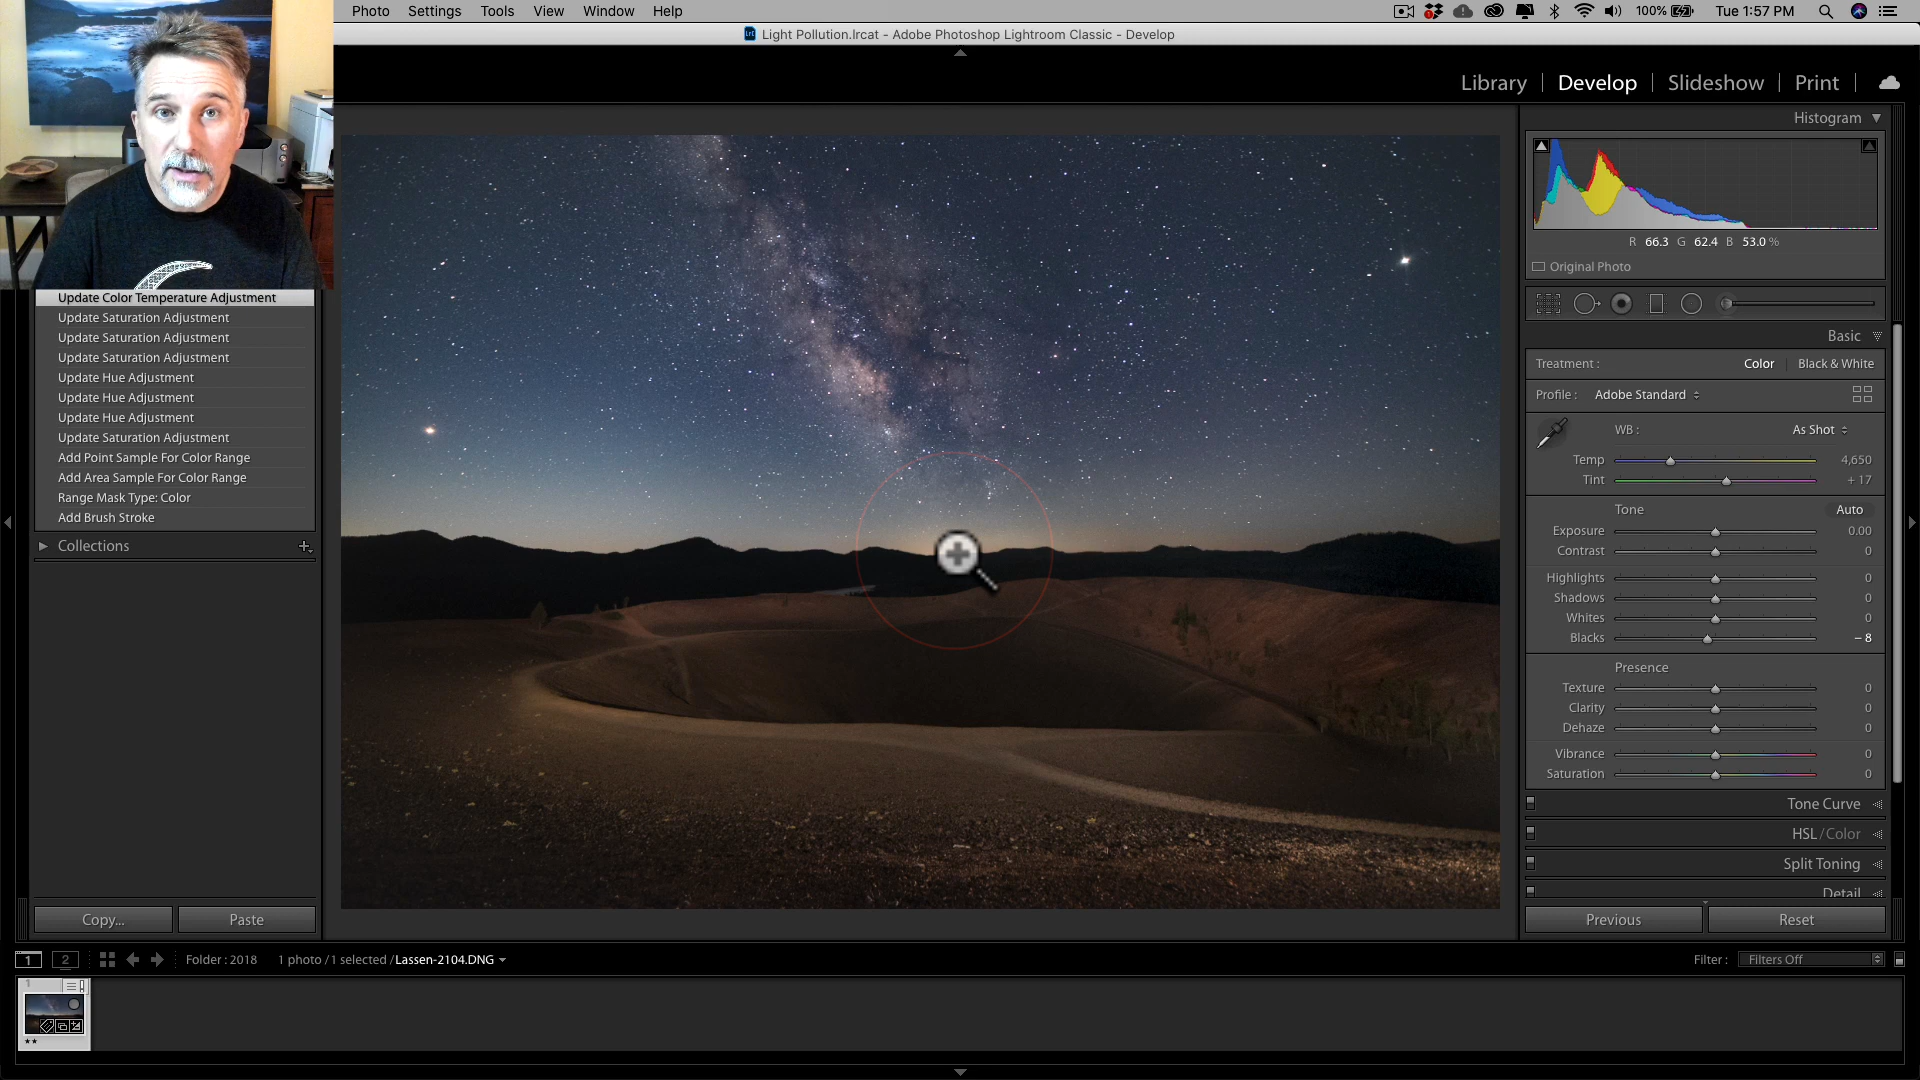 Photo Settings Tools View Window Help 100% Tue 1:57 PM
Light Pollution.lrcat - Adobe Photoshop Lightroom Classic - Develop
Library Develop Slideshow Print
Histogram
R 66.3 G 62.4 B 53.0 %
Original Photo
Update Color Temperature Adjustment
Update Saturation Adjustment
Update Saturation Adjustment
Update Saturation Adjustment
Update Hue Adjustment
Update Hue Adjustment
Update Hue Adjustment
Update Saturation Adjustment
Add Point Sample For Color Range
Add Area Sample For Color Range
Range Mask Type: Color
Add Brush Stroke
Collections
Copy... Paste
Basic
Treatment : Color Black & White
Profile : Adobe Standard
WB : As Shot
Temp 4,650
Tint + 17
Tone Auto
Exposure 0.00
Contrast 0
Highlights 0
Shadows 0
Whites 0
Blacks – 8
Presence
Texture 0
Clarity 0
Dehaze 0
Vibrance 0
Saturation 0
Tone Curve
HSL / Color
Split Toning
Detail
Previous Reset
1 2 Folder : 2018 1 photo / 1 selected / Lassen-2104.DNG Filter : Filters Off
1